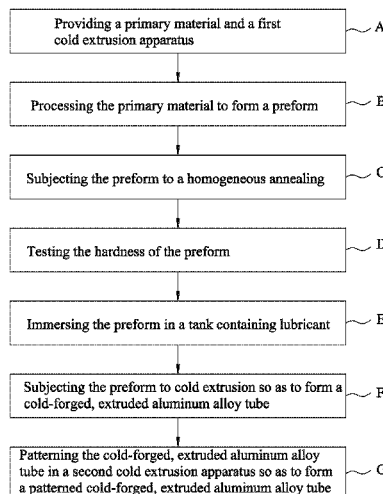 Providing a primary material and a first
cold extrusion apparatus
A
Processing the primary material to form a preform
B
Subjecting the preform to a homogeneous annealing
C
Testing the hardness of the preform
D
Immersing the preform in a tank containing lubricant
E
Subjecting the preform to cold extrusion so as to form a
cold-forged, extruded aluminum alloy tube
F
Patterning the cold-forged, extruded aluminum alloy
tube in a second cold extrusion apparatus so as to form
a patterned cold-forged, extruded aluminum alloy tube
G